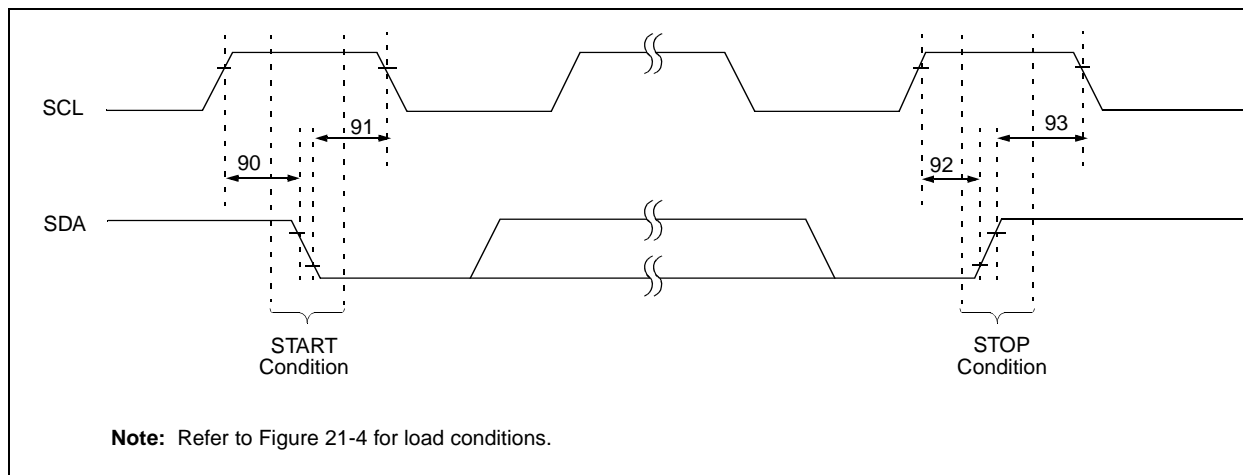 SCL
91
93
90
92
SDA
START
Condition
STOP
Condition
Note: Refer to Figure 21-4 for load conditions.